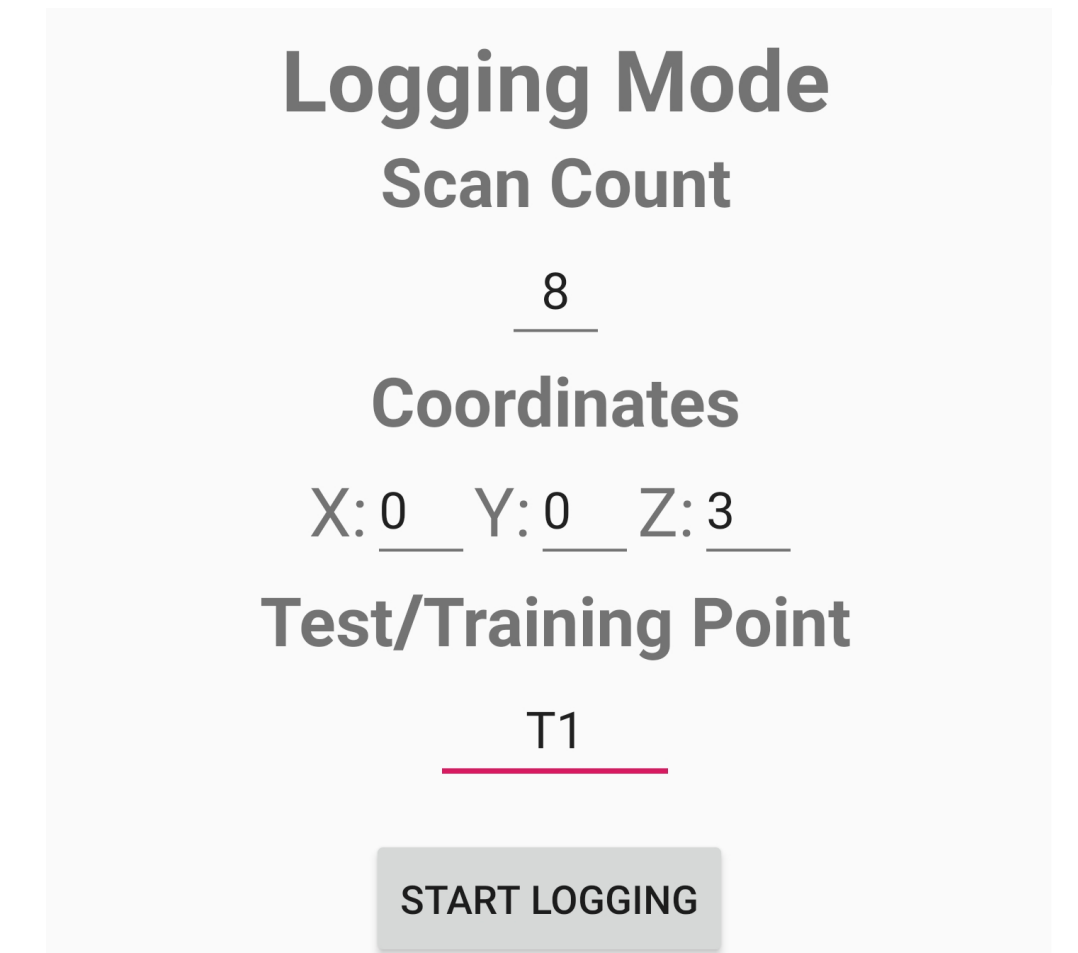 Logging Mode
Scan Count
8
Coordinates
X: 0 Y: 0 Z: 3
Test/Training Point
T1
START LOGGING